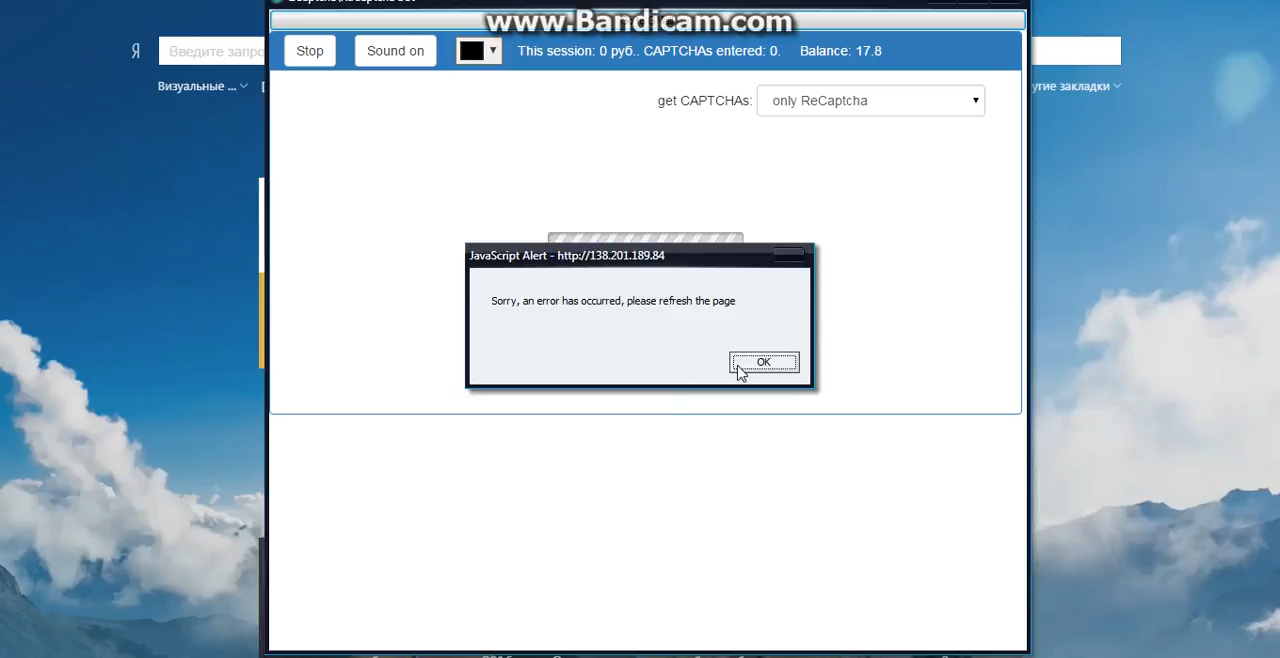 www.Bandicam.com
Я
Введите запро
Stop
Sound on
This session: 0 руб.. CAPTCHAs entered: 0. Balance: 17.8
Визуальные ...
get CAPTCHAs:
only ReCaptcha
JavaScript Alert - http://138.201.189.84
Sorry, an error has occurred, please refresh the page
OK